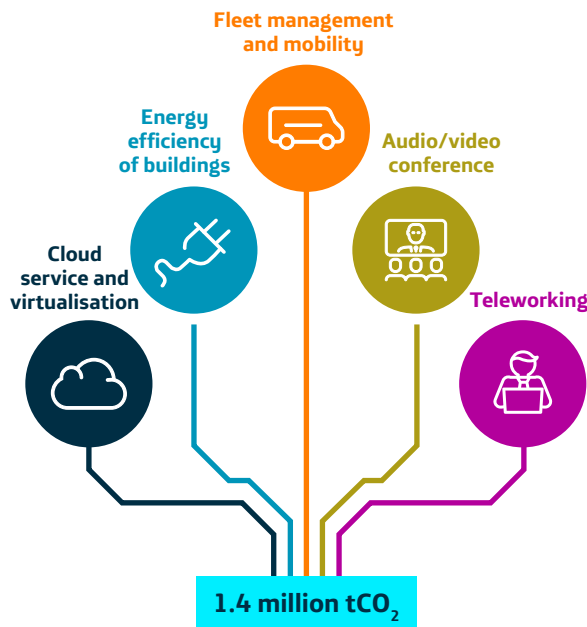 Fleet management
and mobility
Energy
efficiency
of buildings
Audio/video
conference
Cloud
service and
virtualisation
Teleworking
1.4 million tCO₂